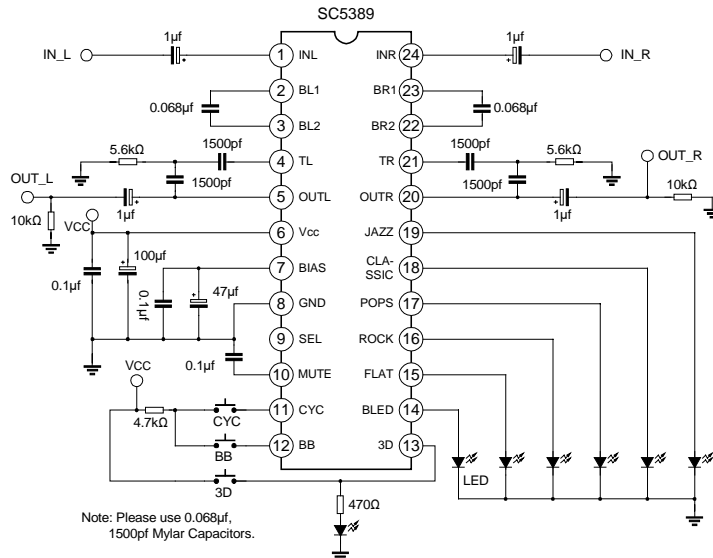 SC5389
1µf
1µf
IN_L
1
INL
INR
24
IN_R
2
BL1
BR1
23
0.068µf
0.068µf
3
BL2
BR2
22
1500pf
1500pf
5.6kΩ
5.6kΩ
4
TL
TR
21
OUT_R
OUT_L
1500pf
1500pf
5
OUTL
OUTR
20
10kΩ
1µf
1µf
10kΩ
VCC
6
Vcc
JAZZ
19
100µf
7
BIAS
CLA-
SSIC
18
0.1µf
0.1µf
47µf
8
GND
POPS
17
9
SEL
ROCK
16
VCC
0.1µf
10
MUTE
FLAT
15
11
CYC
BLED
14
4.7kΩ
CYC
12
BB
3D
13
BB
LED
3D
470Ω
Note: Please use 0.068µf,
1500pf Mylar Capacitors.